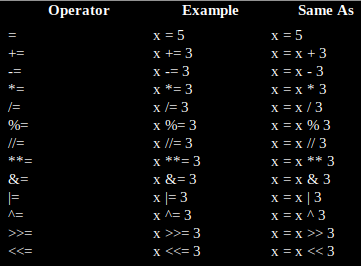 Operator Example Same As
= x = 5 x = 5
+= x += 3 x = x + 3
-= x -= 3 x = x - 3
*= x *= 3 x = x * 3
/= x /= 3 x = x / 3
%= x %= 3 x = x % 3
//= x //= 3 x = x // 3
**= x **= 3 x = x ** 3
&= x &= 3 x = x & 3
|= x |= 3 x = x | 3
^= x ^= 3 x = x ^ 3
>>= x >>= 3 x = x >> 3
<<= x <<= 3 x = x << 3